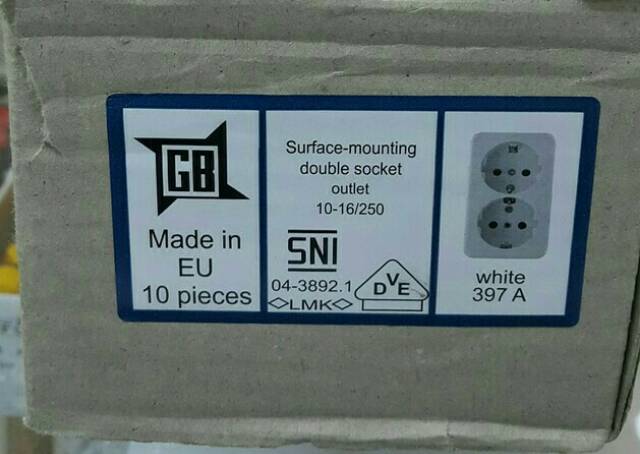 GB
Made in
EU
10 pieces
Surface-mounting
double socket
outlet
10-16/250
SNI
04-3892.1
LMK
DVE
white
397 A